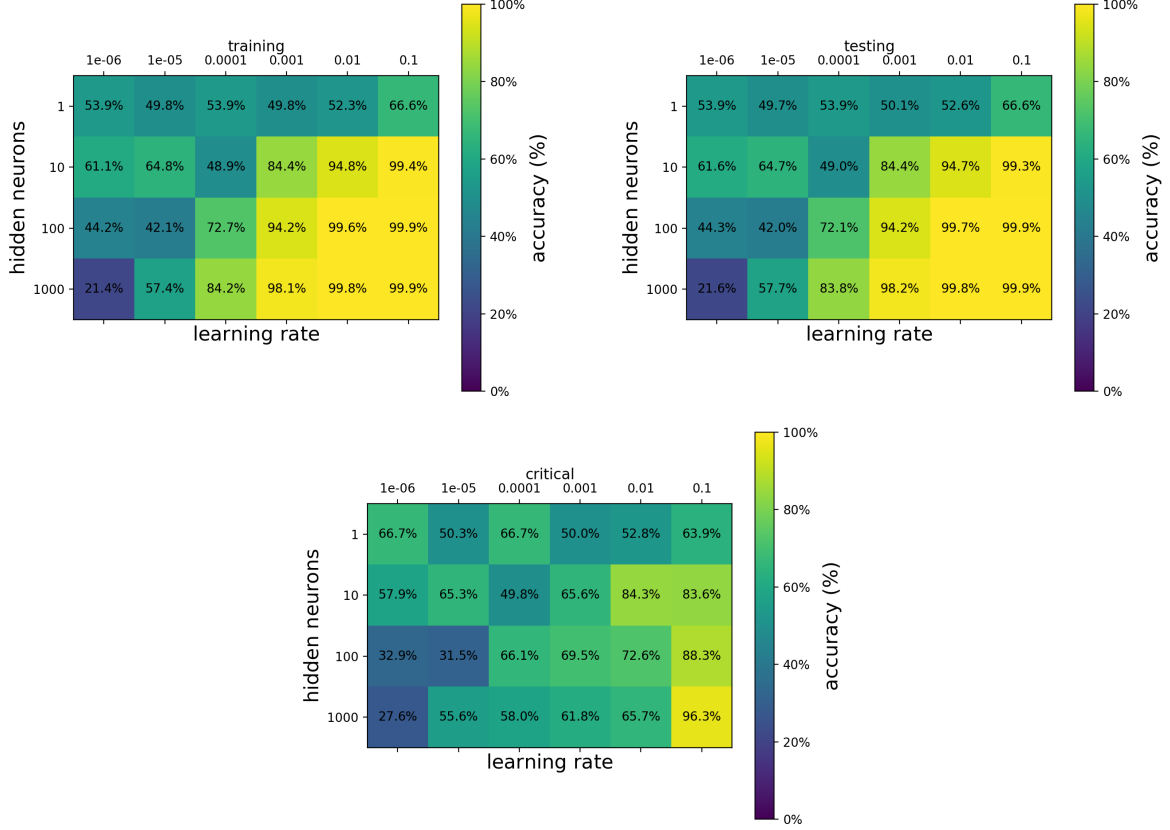 training
1e-06 1e-05 0.0001 0.001 0.01 0.1
hidden neurons
1 53.9% 49.8% 53.9% 49.8% 52.3% 66.6%
10 61.1% 64.8% 48.9% 84.4% 94.8% 99.4%
100 44.2% 42.1% 72.7% 94.2% 99.6% 99.9%
1000 21.4% 57.4% 84.2% 98.1% 99.8% 99.9%
learning rate
100%
80%
60%
40%
20%
0%
accuracy (%)
testing
1e-06 1e-05 0.0001 0.001 0.01 0.1
hidden neurons
1 53.9% 49.7% 53.9% 50.1% 52.6% 66.6%
10 61.6% 64.7% 49.0% 84.4% 94.7% 99.3%
100 44.3% 42.0% 72.1% 94.2% 99.7% 99.9%
1000 21.6% 57.7% 83.8% 98.2% 99.8% 99.9%
learning rate
100%
80%
60%
40%
20%
0%
accuracy (%)
critical
1e-06 1e-05 0.0001 0.001 0.01 0.1
hidden neurons
1 66.7% 50.3% 66.7% 50.0% 52.8% 63.9%
10 57.9% 65.3% 49.8% 65.6% 84.3% 83.6%
100 32.9% 31.5% 66.1% 69.5% 72.6% 88.3%
1000 27.6% 55.6% 58.0% 61.8% 65.7% 96.3%
learning rate
100%
80%
60%
40%
20%
0%
accuracy (%)